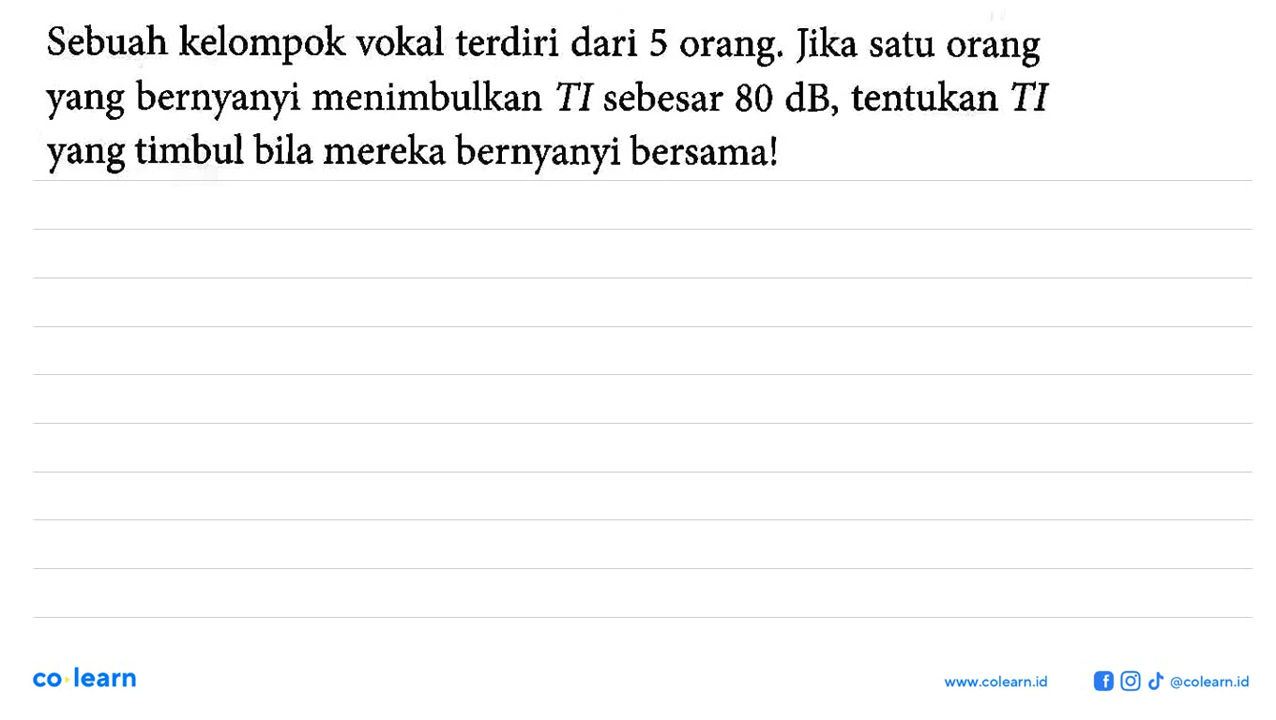 Sebuah kelompok vokal terdiri dari 5 orang. Jika satu orang
yang bernyanyi menimbulkan TI sebesar 80 dB, tentukan TI
yang timbul bila mereka bernyanyi bersama!
co learn
www.colearn.id
@colearn.id